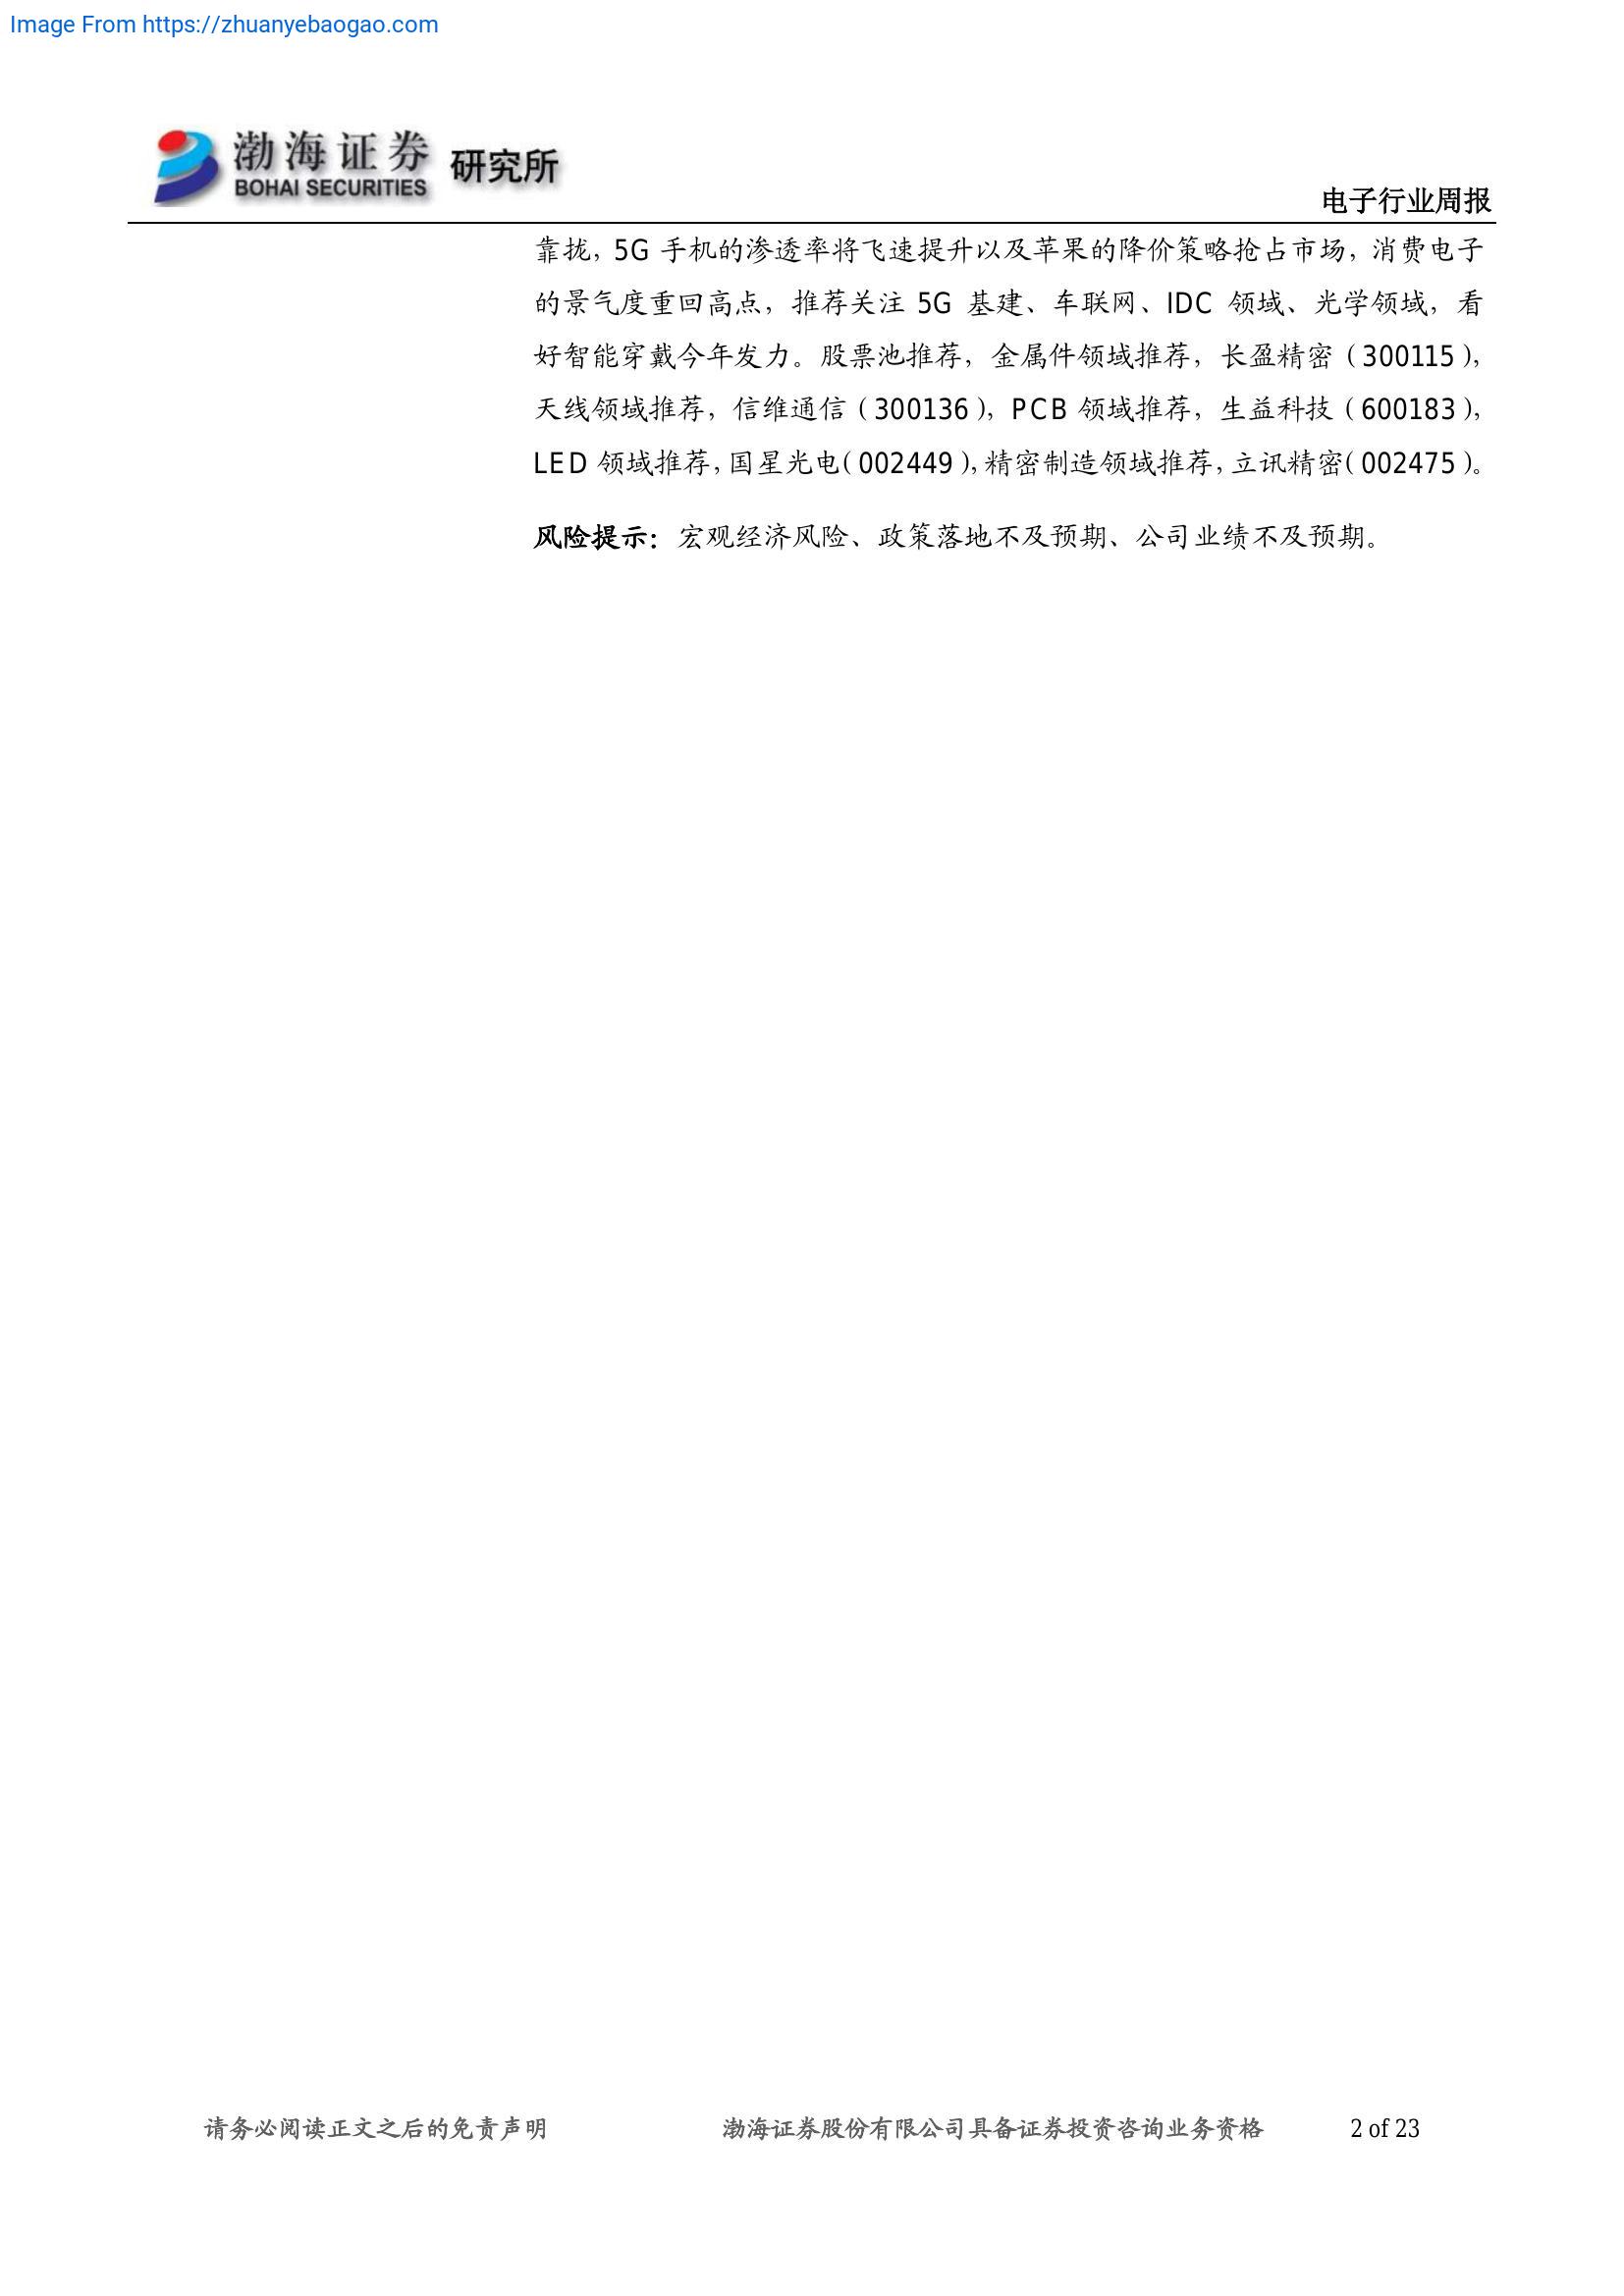 Image From https://zhuanyebaogao.com
渤海证券 研究所
BOHAI SECURITIES
电子行业周报
靠拢，5G 手机的渗透率将飞速提升以及苹果的降价策略抢占市场，消费电子
的景气度重回高点，推荐关注 5G 基建、车联网、IDC 领域、光学领域，看
好智能穿戴今年发力。股票池推荐，金属件领域推荐，长盈精密（300115），
天线领域推荐，信维通信（300136），PCB 领域推荐，生益科技（600183），
LED 领域推荐，国星光电（002449），精密制造领域推荐，立讯精密（002475）。
风险提示：宏观经济风险、政策落地不及预期、公司业绩不及预期。
请务必阅读正文之后的免责声明 渤海证券股份有限公司具备证券投资咨询业务资格 2 of 23